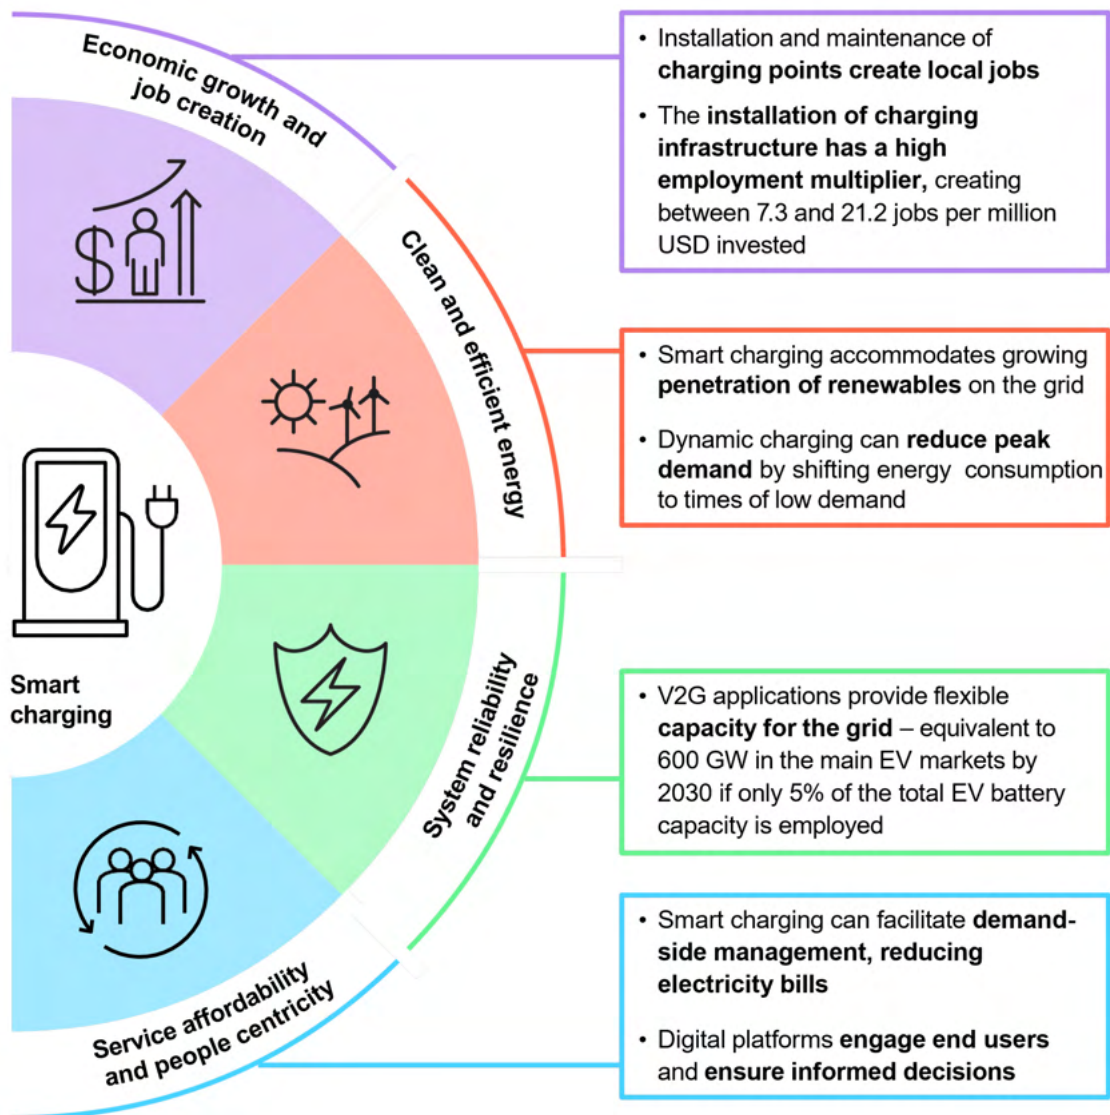 Economic growth and
job creation
• Installation and maintenance of
charging points create local jobs
• The installation of charging
infrastructure has a high
employment multiplier, creating
between 7.3 and 21.2 jobs per million
USD invested
Clean and efficient energy
• Smart charging accommodates growing
penetration of renewables on the grid
• Dynamic charging can reduce peak
demand by shifting energy consumption
to times of low demand
Smart
charging
System reliability
and resilience
• V2G applications provide flexible
capacity for the grid – equivalent to
600 GW in the main EV markets by
2030 if only 5% of the total EV battery
capacity is employed
Service affordability
and people centricity
• Smart charging can facilitate demand-
side management, reducing
electricity bills
• Digital platforms engage end users
and ensure informed decisions